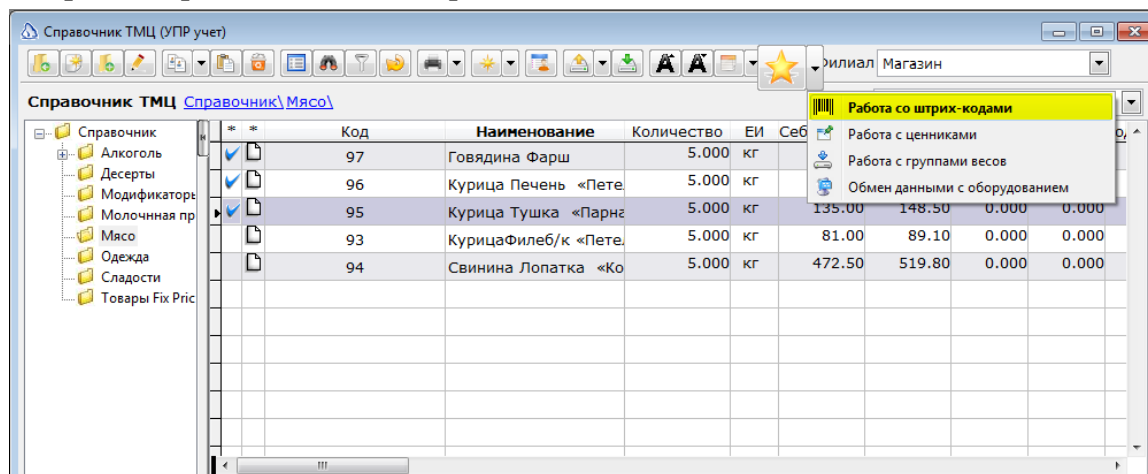 Справочник ТМЦ (УПР учет)
Филиал Магазин
Справочник ТМЦ Справочник\ Мясо\
Работа со штрих-кодами
Работа с ценниками
Работа с группами весов
Обмен данными с оборудованием
Справочник
Алкоголь
Десерты
Модификаторы
Молочнная пр
Мясо
Одежда
Сладости
Товары Fix Pric
* * Код Наименование Количество ЕИ Себ
97 Говядина Фарш 5.000 кг
96 Курица Печень «Пете. 5.000 кг
95 Курица Тушка «Парна 5.000 кг 135.00 148.50 0.000 0.000
93 КурицаФилеб/к «Пете. 5.000 кг 81.00 89.10 0.000 0.000
94 Свинина Лопатка «Ко 5.000 кг 472.50 519.80 0.000 0.000